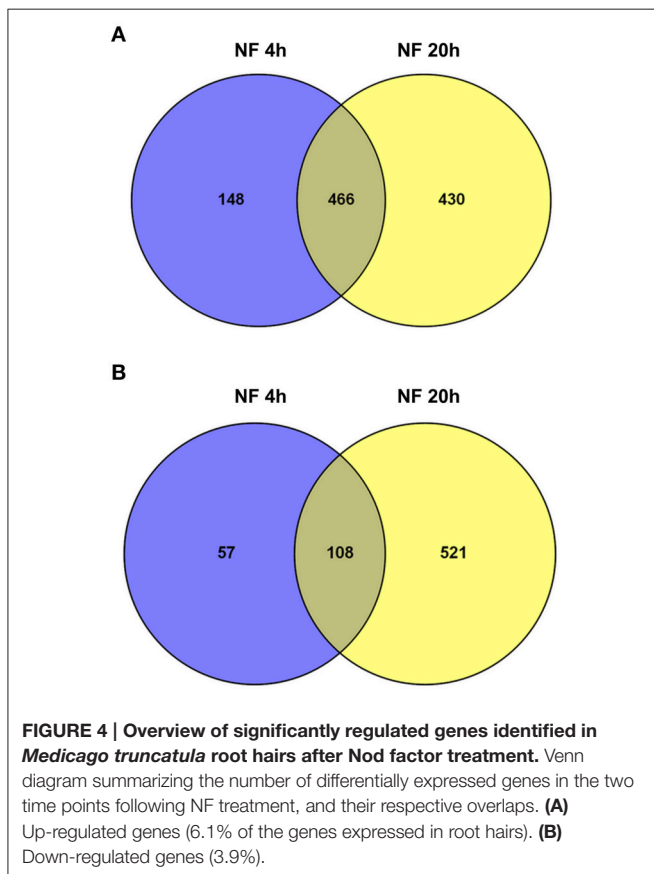 A
NF 4h NF 20h
148 466 430
B
NF 4h NF 20h
57 108 521
FIGURE 4 | Overview of significantly regulated genes identified in
Medicago truncatula root hairs after Nod factor treatment. Venn
diagram summarizing the number of differentially expressed genes in the two
time points following NF treatment, and their respective overlaps. (A)
Up-regulated genes (6.1% of the genes expressed in root hairs). (B)
Down-regulated genes (3.9%).